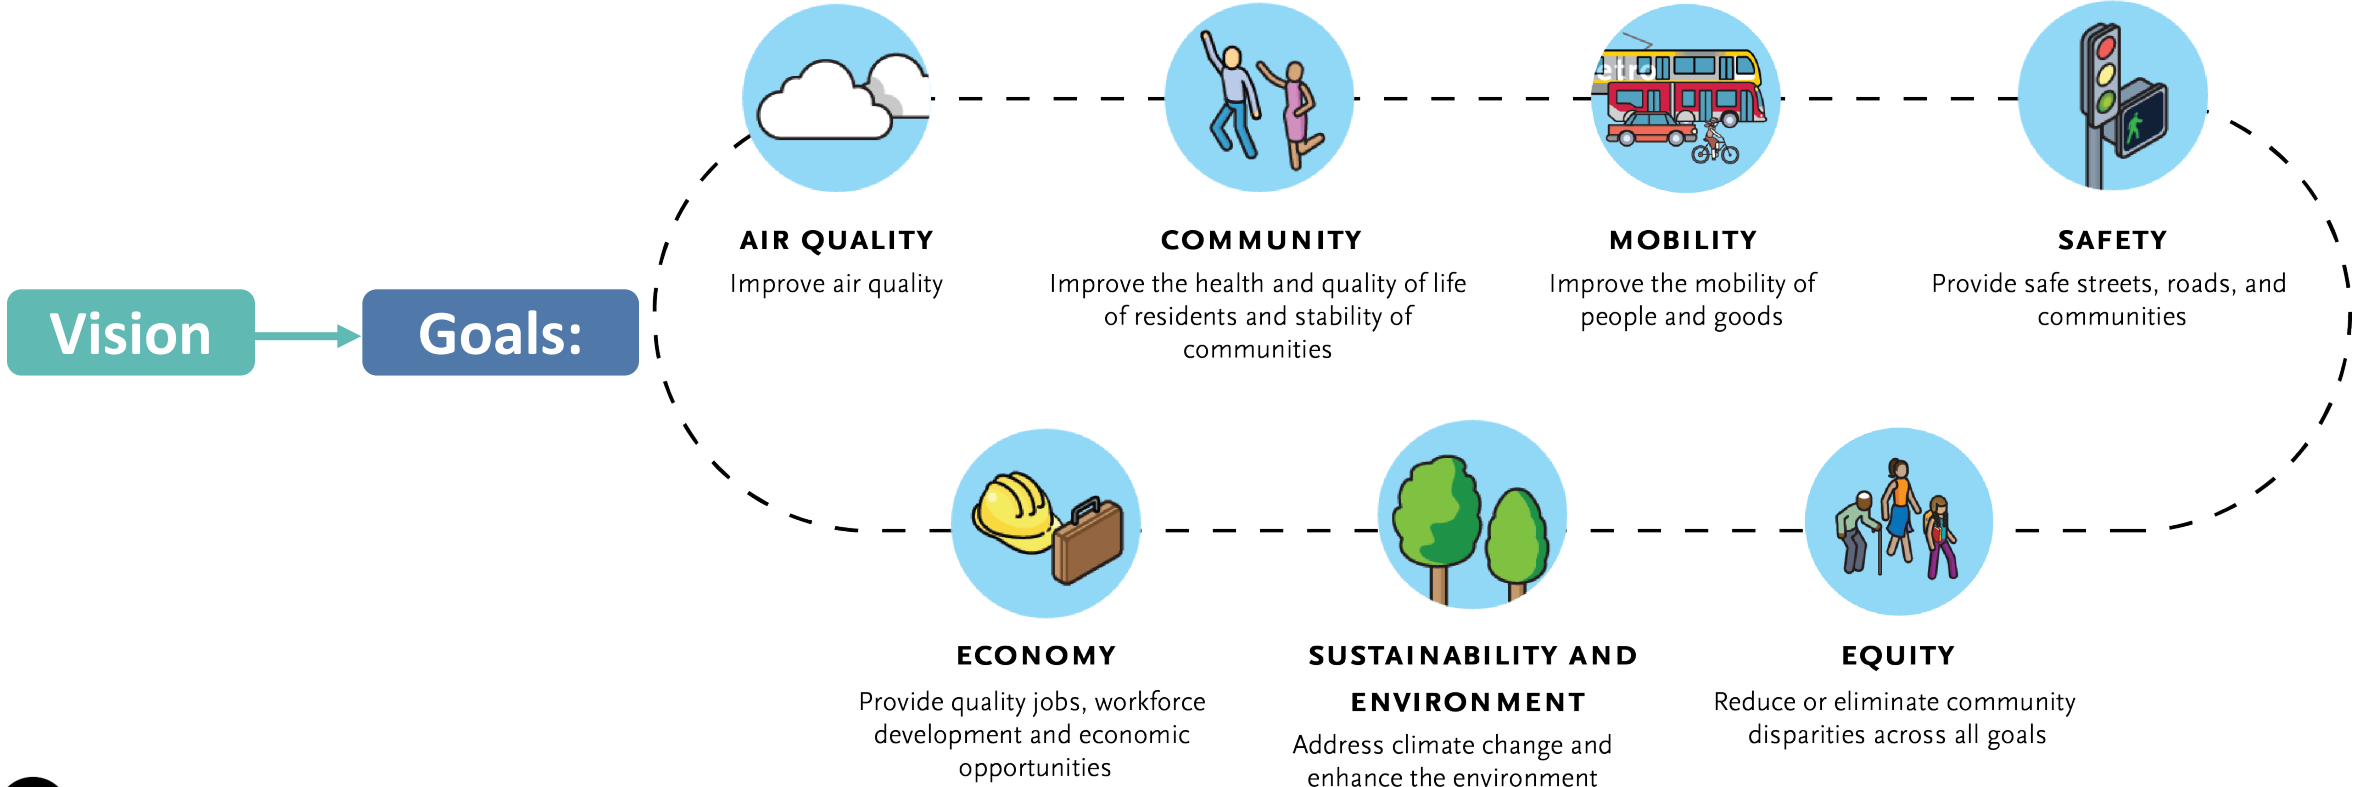 Vision
Goals:
AIR QUALITY
Improve air quality
COMMUNITY
Improve the health and quality of life
of residents and stability of
communities
etro
MOBILITY
Improve the mobility of
people and goods
SAFETY
Provide safe streets, roads, and
communities
ECONOMY
Provide quality jobs, workforce
development and economic
opportunities
SUSTAINABILITY AND
ENVIRONMENT
Address climate change and
enhance the environment
EQUITY
Reduce or eliminate community
disparities across all goals